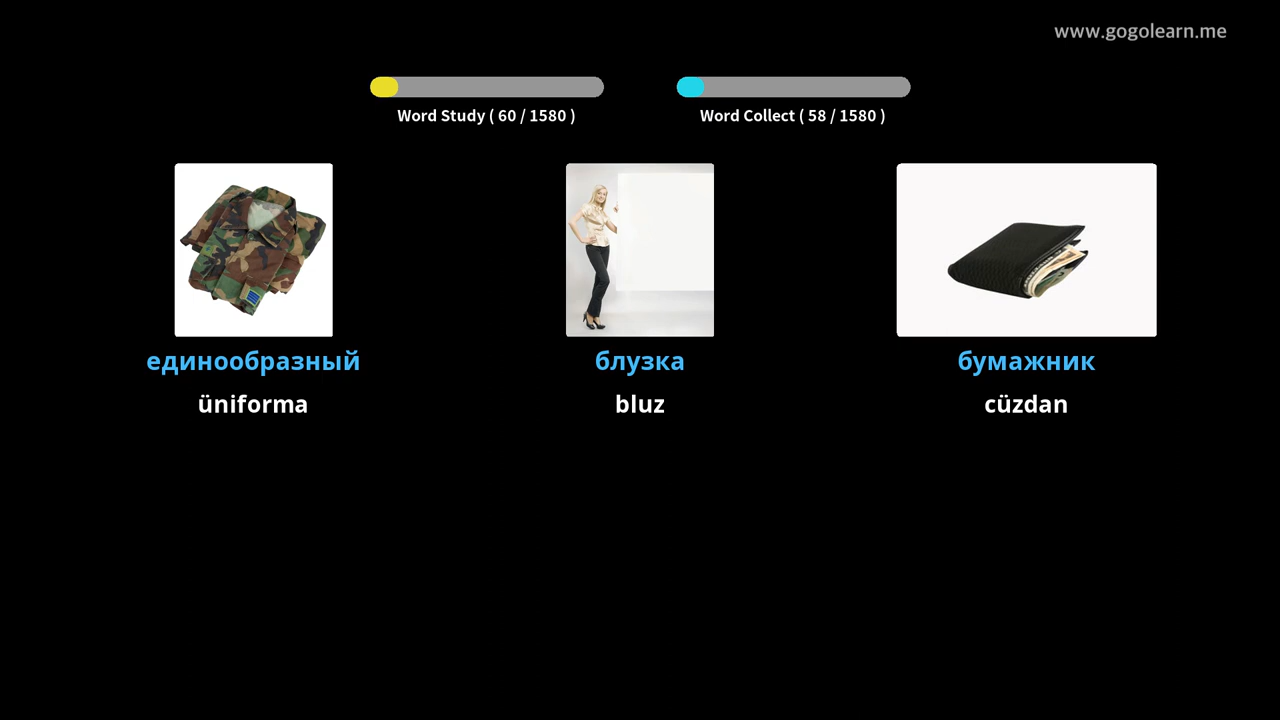 www.gogolearn.me
Word Study ( 60 / 1580 )
Word Collect ( 58 / 1580 )
единообразный
блузка
бумажник
üniforma
bluz
cüzdan